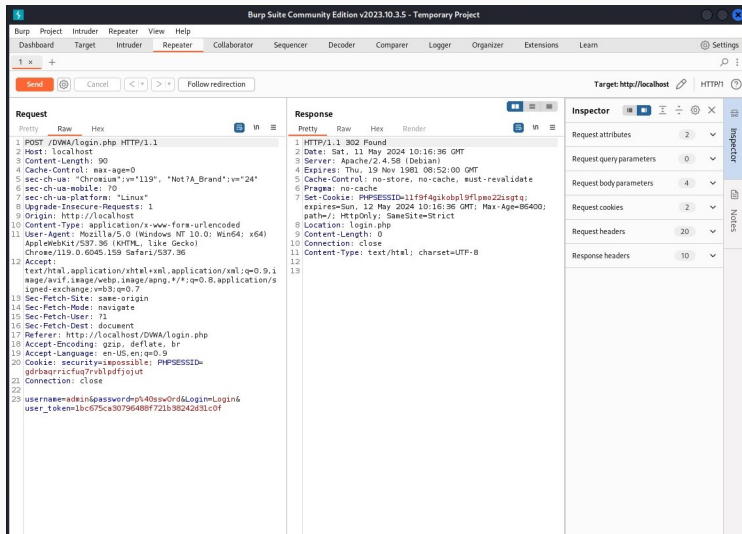 Burp Suite Community Edition v2023.10.3.5 - Temporary Project
Burp Project Intruder Repeater View Help
Dashboard Target Intruder Repeater Collaborator Sequencer Decoder Comparer Logger Organizer Extensions Learn Settings
1 × +
Send Cancel < > Follow redirection Target: http://localhost HTTP/1 ?
Request
Pretty Raw Hex \n
1 POST /DVWA/login.php HTTP/1.1
2 Host: localhost
3 Content-Length: 90
4 Cache-Control: max-age=0
5 sec-ch-ua: "Chromium";v="119", "Not?A_Brand";v="24"
6 sec-ch-ua-mobile: ?0
7 sec-ch-ua-platform: "Linux"
8 Upgrade-Insecure-Requests: 1
9 Origin: http://localhost
10 Content-Type: application/x-www-form-urlencoded
11 User-Agent: Mozilla/5.0 (Windows NT 10.0; Win64; x64)
AppleWebKit/537.36 (KHTML, like Gecko)
Chrome/119.0.6045.159 Safari/537.36
12 Accept:
text/html,application/xhtml+xml,application/xml;q=0.9,i
mage/avif,image/webp,image/apng,*/*;q=0.8,application/s
igned-exchange;v=b3;q=0.7
13 Sec-Fetch-Site: same-origin
14 Sec-Fetch-Mode: navigate
15 Sec-Fetch-User: ?1
16 Sec-Fetch-Dest: document
17 Referer: http://localhost/DVWA/login.php
18 Accept-Encoding: gzip, deflate, br
19 Accept-Language: en-US,en;q=0.9
20 Cookie: security=impossible; PHPSESSID=
gdrbaqrricfuq7rvblpdfjojut
21 Connection: close
22
23 username=admin&password=p%40ssw0rd&Login=Login&
user_token=1bc675ca30796488f721b38242d31c0f
Response
Pretty Raw Hex Render \n
1 HTTP/1.1 302 Found
2 Date: Sat, 11 May 2024 10:16:36 GMT
3 Server: Apache/2.4.58 (Debian)
4 Expires: Thu, 19 Nov 1981 08:52:00 GMT
5 Cache-Control: no-store, no-cache, must-revalidate
6 Pragma: no-cache
7 Set-Cookie: PHPSESSID=11f9f4gikobpl9flpmo22isgtq;
expires=Sun, 12 May 2024 10:16:36 GMT; Max-Age=86400;
path=/; HttpOnly; SameSite=Strict
8 Location: login.php
9 Content-Length: 0
10 Connection: close
11 Content-Type: text/html; charset=UTF-8
12
13
Inspector
Request attributes 2
Request query parameters 0
Request body parameters 4
Request cookies 2
Request headers 20
Response headers 10
Inspector
Notes